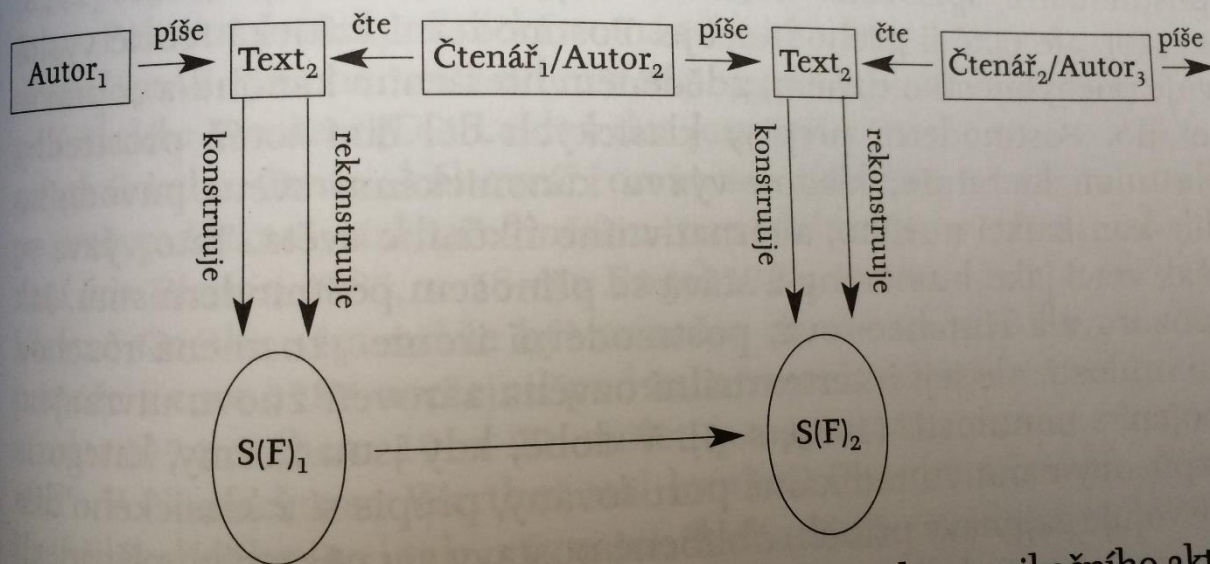 píše čte píše čte píše
Autor₁ Text₂ Čtenář₁/Autor₂ Text₂ Čtenář₂/Autor₃
konstruuje rekonstruuje konstruuje rekonstruuje
S(F)₁ S(F)₂